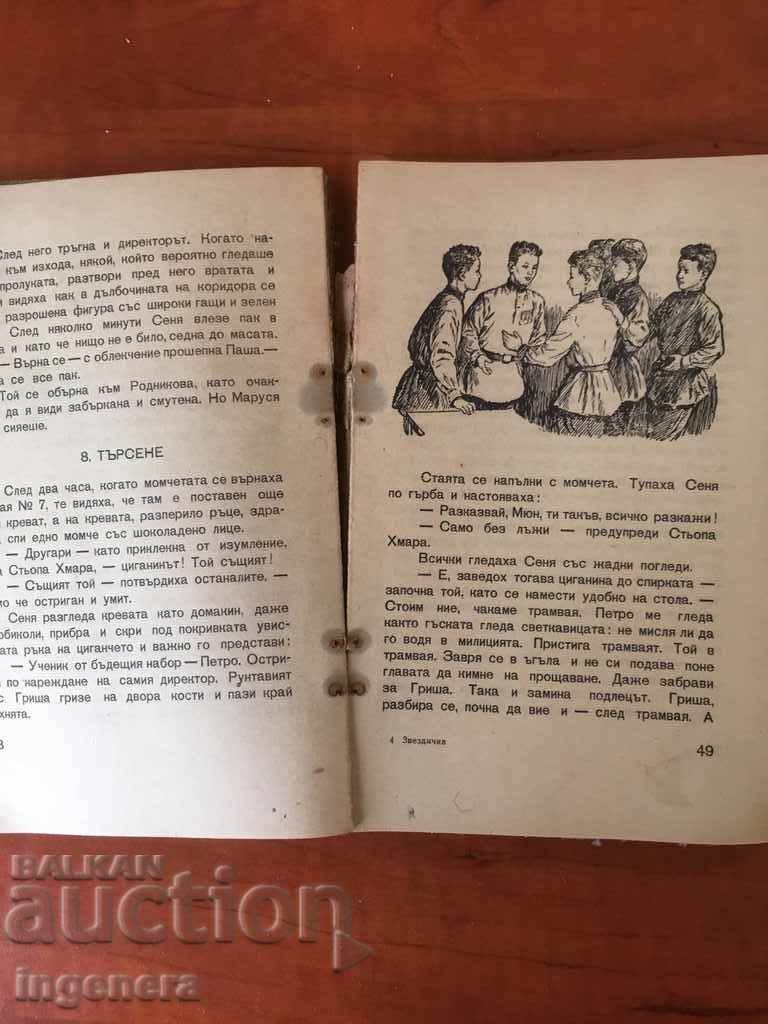 След него тръгна и директорът. Когато на-
към изхода, някой, който вероятно гледаше
пролуката, разтвори пред него вратата и
и видяха как в дълбочината на коридора се
разрошена фигура със широки гащи и зелен
След няколко минути Сеня влезе пак в
а и като че нищо не е било, седна до масата.
— Върна се — с облекчение прошепна Паша.—
а се все пак.
Той се обърна към Родникова, като очак-
да я види забъркана и смутена. Но Маруся
сияеше.
8. ТЪРСЕНЕ
След два часа, когато момчетата се върнаха
ая № 7, те видяха, че там е поставен още
н креват, а на кревата, разперило ръце, здра-
спи едно момче със шоколадено лице.
— Другари — като приклекна от изумление,
Стьопа Хмара, — циганинът! Той същият!
— Същият той — потвърдиха останалите. —
мо че остриган и умит.
Сеня разгледа кревата като домакин, даже
обиколи, прибра и скри под покривката увис-
ата ръка на циганчето и важно го представи:
— Ученик от бъдещия набор — Петро. Остри-
по нареждане на самия директор. Рунтавият
с Гриша гризе на двора кости и пази край
хнята.
8
Стаята се напълни с момчета. Тупаха Сеня
по гърба и настояваха:
— Разказвай, Мюн, ти такъв, всичко разкажи!
— Само без лъжи — предупреди Стьопа
Хмара.
Всички гледаха Сеня със жадни погледи.
— Е, заведох тогава циганина до спирката —
започна той, като се намести удобно на стола. —
Стоим ние, чакаме трамвая. Петро ме гледа
както гъската гледа светкавицата: не мисля ли да
го водя в милицията. Пристига трамваят. Той в
трамвая. Завря се в ъгъла и не си подава поне
главата да кимне на прощаване. Даже забрави
за Гриша. Така и замина подлецът. Гриша,
разбира се, почна да вие и — след трамвая. А
4 Звездичка
49
BALKAN
auction
ingenera